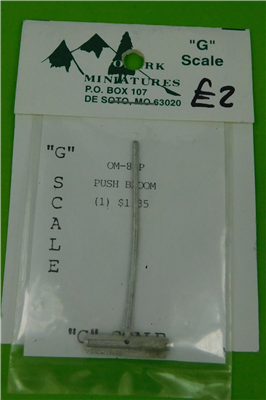 "G"
Scale
MINIATURES
P.O. BOX 107
DE SOTO, MO 63020
£2
"G"
S
C
A
L
E
PUSH
(1)
"G"